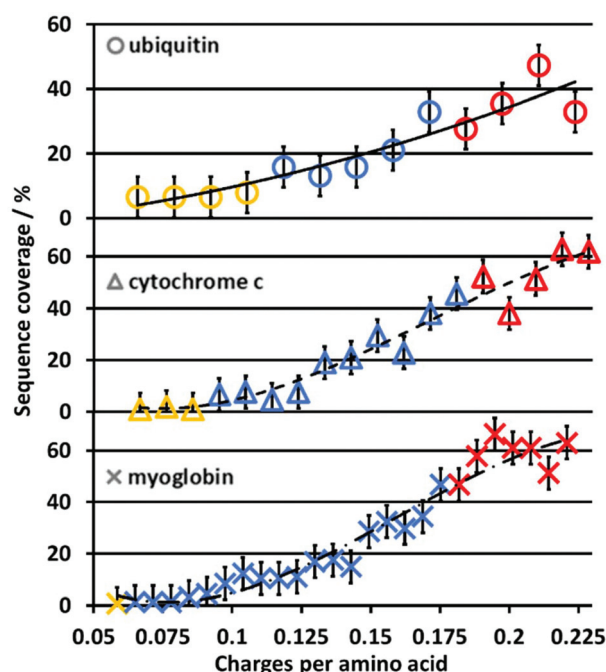 60
ubiquitin
40
20
0
Sequence coverage / %
60
cytochrome c
40
20
0
60
myoglobin
40
20
0
0.05 0.075 0.1 0.125 0.15 0.175 0.2 0.225
Charges per amino acid